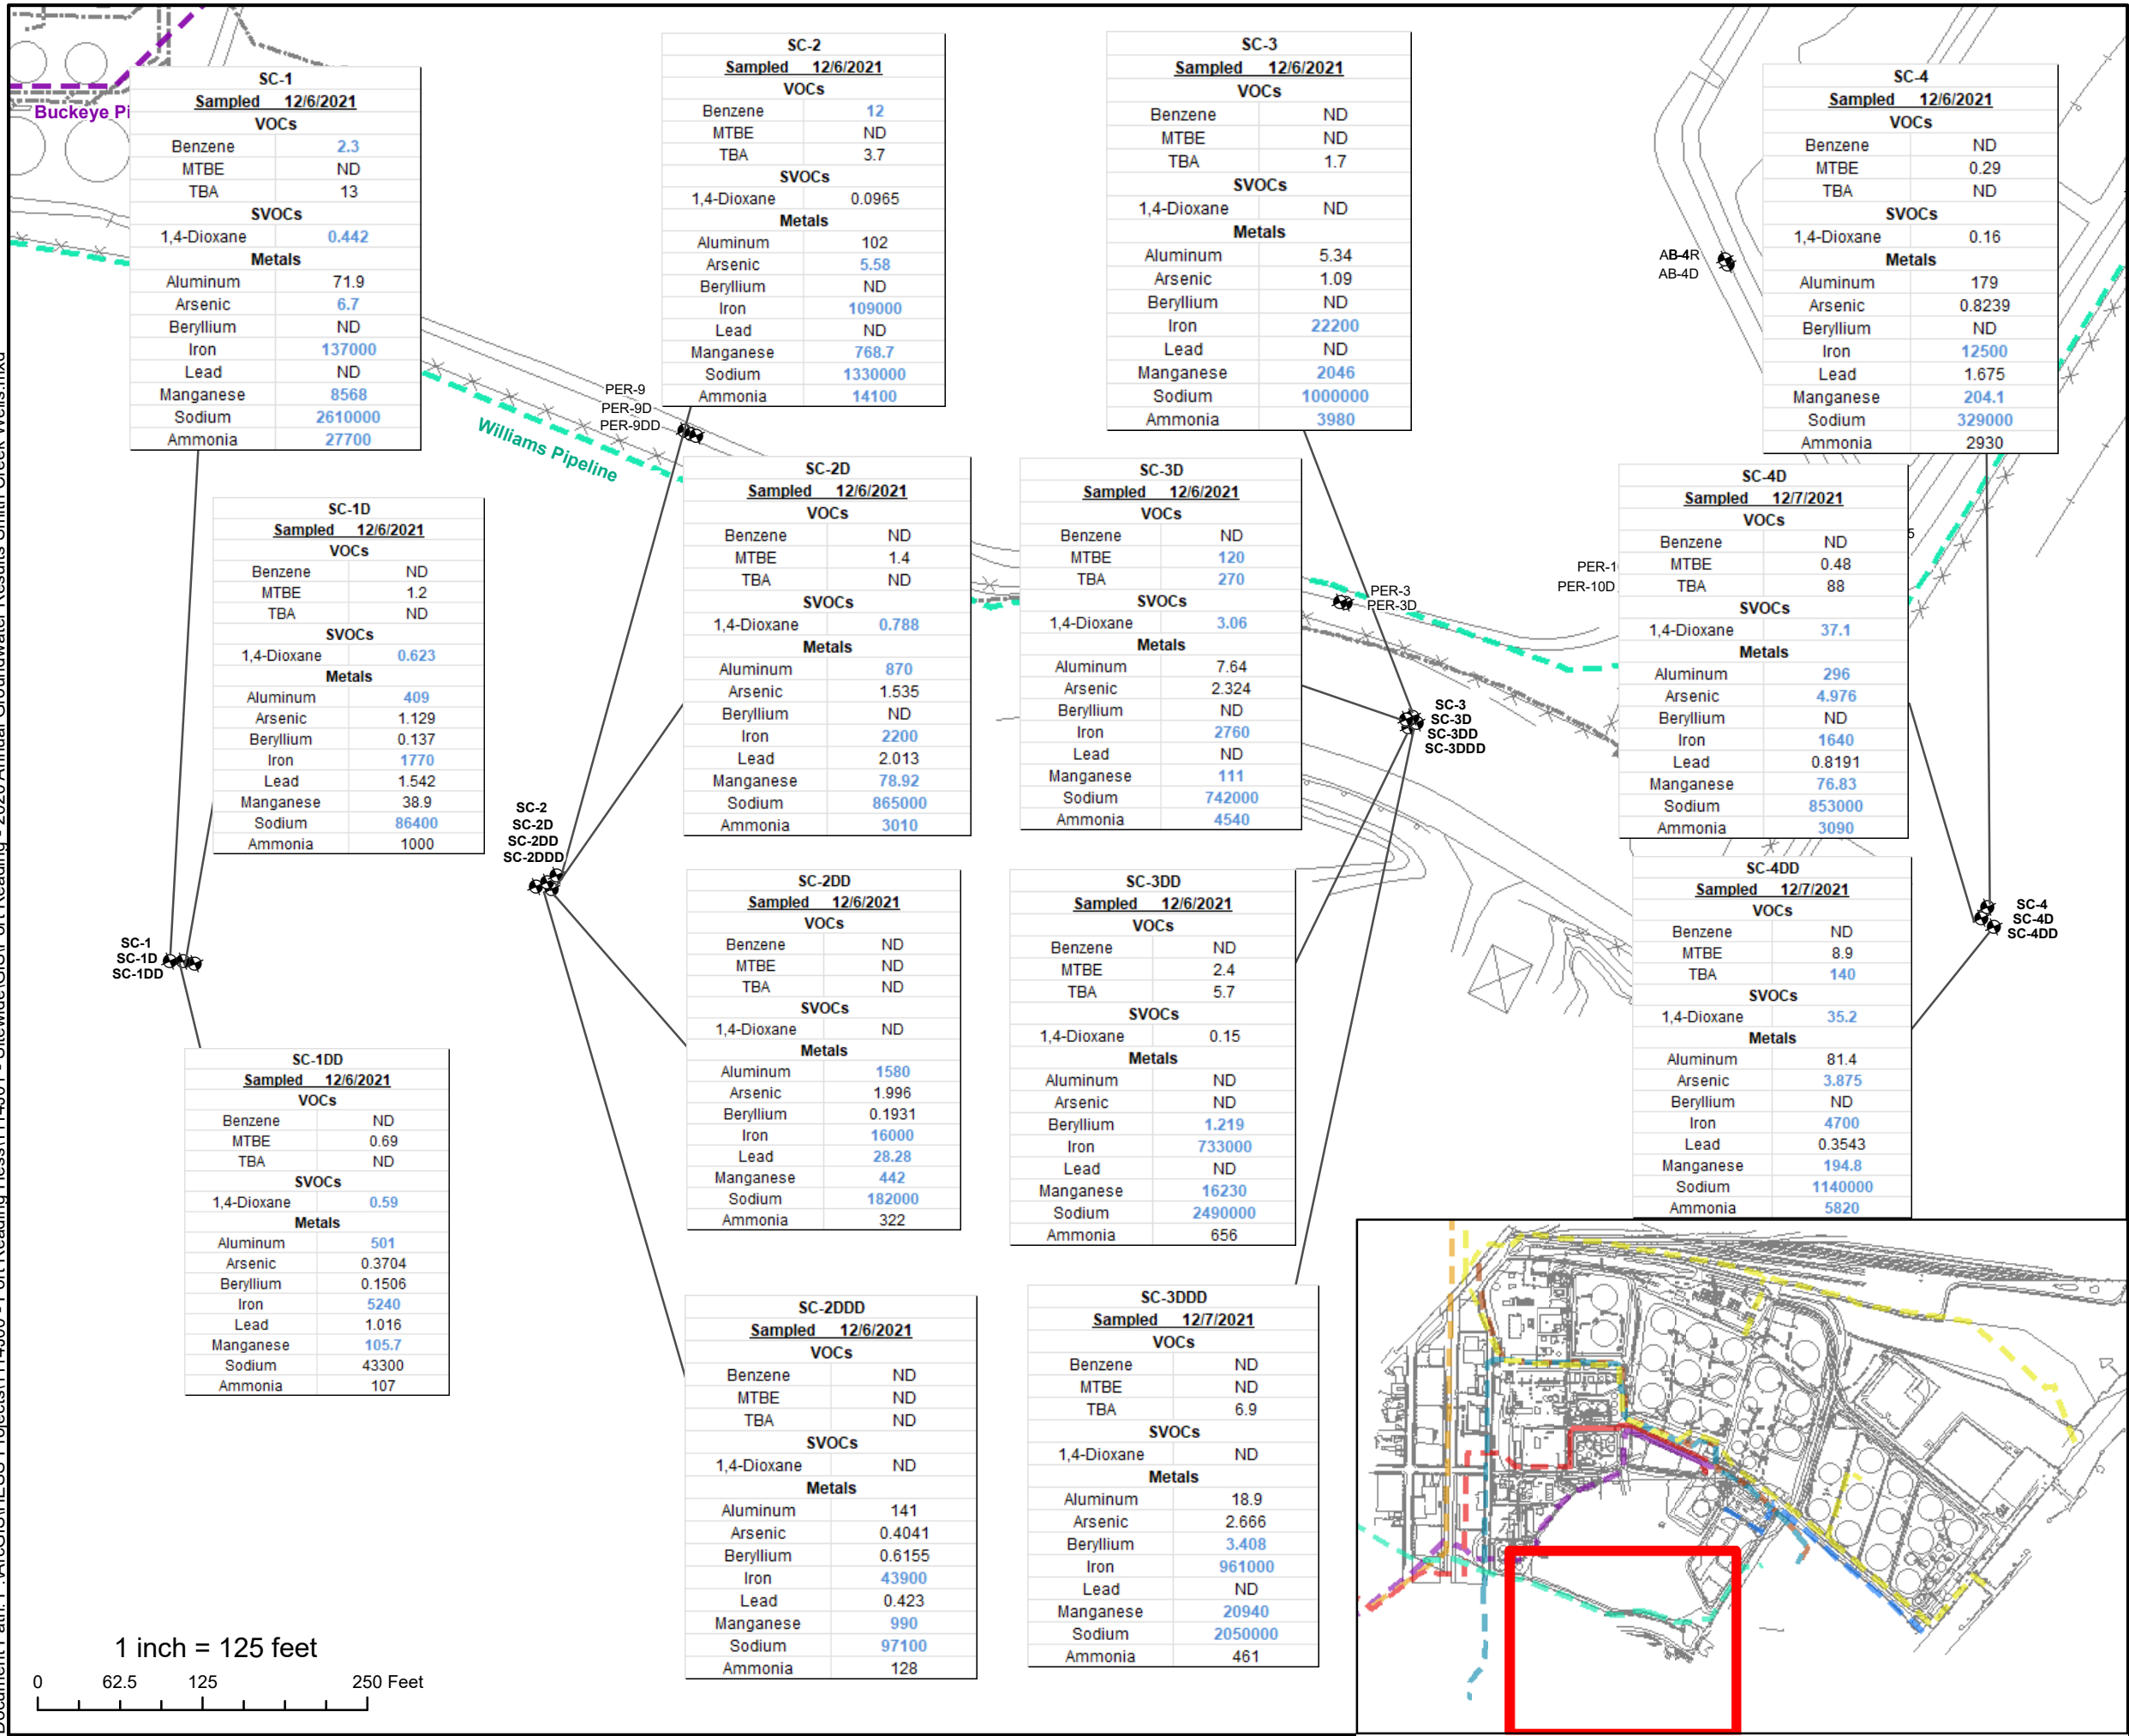 Buckeye Pi
SC-1
Sampled 12/6/2021
VOCs
Benzene 2.3
MTBE ND
TBA 13
SVOCs
1,4-Dioxane 0.442
Metals
Aluminum 71.9
Arsenic 6.7
Beryllium ND
Iron 137000
Lead ND
Manganese 8568
Sodium 2610000
Ammonia 27700
SC-2
Sampled 12/6/2021
VOCs
Benzene 12
MTBE ND
TBA 3.7
SVOCs
1,4-Dioxane 0.0965
Metals
Aluminum 102
Arsenic 5.58
Beryllium ND
Iron 109000
Lead ND
Manganese 768.7
Sodium 1330000
Ammonia 14100
SC-3
Sampled 12/6/2021
VOCs
Benzene ND
MTBE ND
TBA 1.7
SVOCs
1,4-Dioxane ND
Metals
Aluminum 5.34
Arsenic 1.09
Beryllium ND
Iron 22200
Lead ND
Manganese 2046
Sodium 1000000
Ammonia 3980
SC-4
Sampled 12/6/2021
VOCs
Benzene ND
MTBE 0.29
TBA ND
SVOCs
1,4-Dioxane 0.16
Metals
Aluminum 179
Arsenic 0.8239
Beryllium ND
Iron 12500
Lead 1.675
Manganese 204.1
Sodium 329000
Ammonia 2930
AB-4R
AB-4D
PER-9
PER-9D
PER-9DD
Williams Pipeline
SC-1D
Sampled 12/6/2021
VOCs
Benzene ND
MTBE 1.2
TBA ND
SVOCs
1,4-Dioxane 0.623
Metals
Aluminum 409
Arsenic 1.129
Beryllium 0.137
Iron 1770
Lead 1.542
Manganese 38.9
Sodium 86400
Ammonia 1000
SC-2D
Sampled 12/6/2021
VOCs
Benzene ND
MTBE 1.4
TBA ND
SVOCs
1,4-Dioxane 0.788
Metals
Aluminum 870
Arsenic 1.535
Beryllium ND
Iron 2200
Lead 2.013
Manganese 78.92
Sodium 865000
Ammonia 3010
SC-3D
Sampled 12/6/2021
VOCs
Benzene ND
MTBE 120
TBA 270
SVOCs
1,4-Dioxane 3.06
Metals
Aluminum 7.64
Arsenic 2.324
Beryllium ND
Iron 2760
Lead ND
Manganese 111
Sodium 742000
Ammonia 4540
PER-3
PER-3D
PER-1
PER-10D
5
SC-4D
Sampled 12/7/2021
VOCs
Benzene ND
MTBE 0.48
TBA 88
SVOCs
1,4-Dioxane 37.1
Metals
Aluminum 296
Arsenic 4.976
Beryllium ND
Iron 1640
Lead 0.8191
Manganese 76.83
Sodium 853000
Ammonia 3090
SC-3
SC-3D
SC-3DD
SC-3DDD
SC-2
SC-2D
SC-2DD
SC-2DDD
SC-1
SC-1D
SC-1DD
SC-4
SC-4D
SC-4DD
SC-2DD
Sampled 12/6/2021
VOCs
Benzene ND
MTBE ND
TBA ND
SVOCs
1,4-Dioxane ND
Metals
Aluminum 1580
Arsenic 1.996
Beryllium 0.1931
Iron 16000
Lead 28.28
Manganese 442
Sodium 182000
Ammonia 322
SC-3DD
Sampled 12/6/2021
VOCs
Benzene ND
MTBE 2.4
TBA 5.7
SVOCs
1,4-Dioxane 0.15
Metals
Aluminum ND
Arsenic ND
Beryllium 1.219
Iron 733000
Lead ND
Manganese 16230
Sodium 2490000
Ammonia 656
SC-4DD
Sampled 12/7/2021
VOCs
Benzene ND
MTBE 8.9
TBA 140
SVOCs
1,4-Dioxane 35.2
Metals
Aluminum 81.4
Arsenic 3.875
Beryllium ND
Iron 4700
Lead 0.3543
Manganese 194.8
Sodium 1140000
Ammonia 5820
SC-1DD
Sampled 12/6/2021
VOCs
Benzene ND
MTBE 0.69
TBA ND
SVOCs
1,4-Dioxane 0.59
Metals
Aluminum 501
Arsenic 0.3704
Beryllium 0.1506
Iron 5240
Lead 1.016
Manganese 105.7
Sodium 43300
Ammonia 107
SC-2DDD
Sampled 12/6/2021
VOCs
Benzene ND
MTBE ND
TBA ND
SVOCs
1,4-Dioxane ND
Metals
Aluminum 141
Arsenic 0.4041
Beryllium 0.6155
Iron 43900
Lead 0.423
Manganese 990
Sodium 97100
Ammonia 128
SC-3DDD
Sampled 12/7/2021
VOCs
Benzene ND
MTBE ND
TBA 6.9
SVOCs
1,4-Dioxane ND
Metals
Aluminum 18.9
Arsenic 2.666
Beryllium 3.408
Iron 961000
Lead ND
Manganese 20940
Sodium 2050000
Ammonia 461
1 inch = 125 feet
0 62.5 125 250 Feet